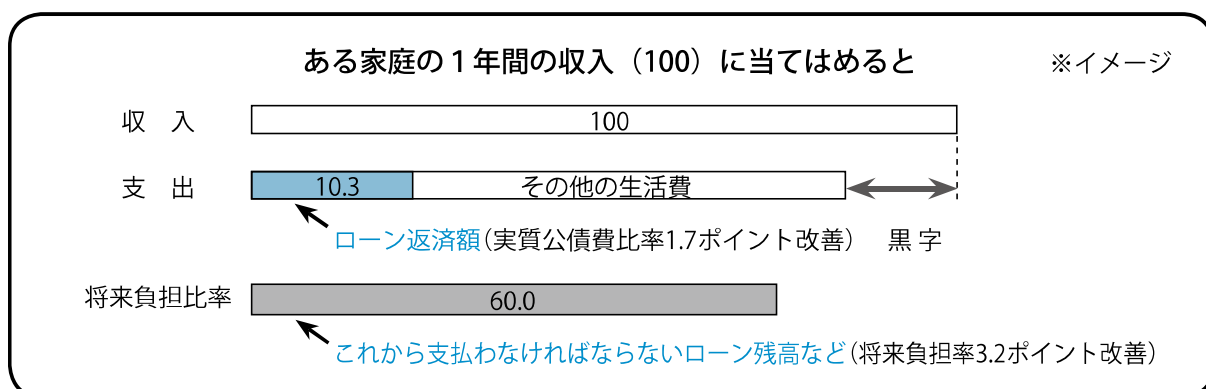 ある家庭の1年間の収入（100）に当てはめると　※イメージ
収　入　100
支　出　10.3　その他の生活費
ローン返済額（実質公債費比率1.7ポイント改善）　黒 字
将来負担比率　60.0
これから支払わなければならないローン残高など（将来負担率3.2ポイント改善）